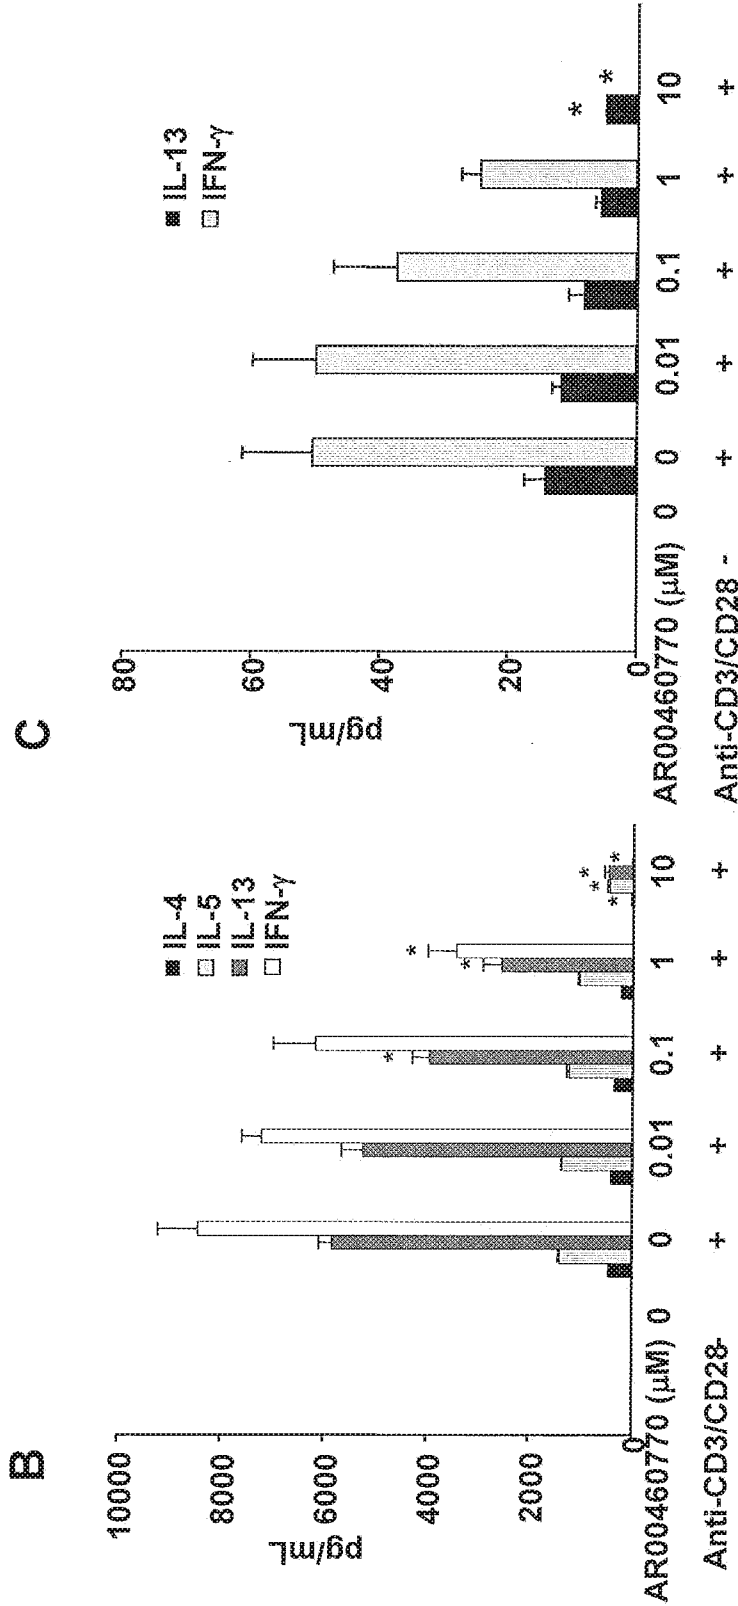 B
IL-4
IL-5
IL-13
IFN-γ
pg/mL
10000
8000
6000
4000
2000
0
AR00460770 (μM) 0 0 0.01 0.1 1 10
Anti-CD3/CD28- + + + + +
* * * * * * *
C
IL-13
IFN-γ
pg/mL
80
60
40
20
0
AR00460770 (μM) 0 0 0.01 0.1 1 10
Anti-CD3/CD28 - + + + + +
* *